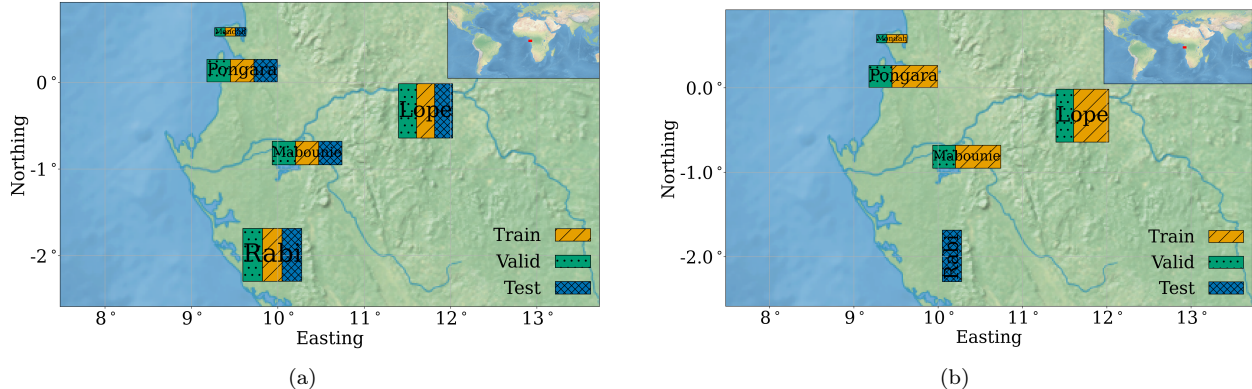 Pongara
Lope
Mabounie
Rabi
0°
-1°
-2°
Northing
Train
Valid
Test
8° 9° 10° 11° 12° 13°
Easting
(a)
Pongara
Lope
Mabounie
Rabi
0.0°
-1.0°
-2.0°
Northing
Train
Valid
Test
8° 9° 10° 11° 12° 13°
Easting
(b)